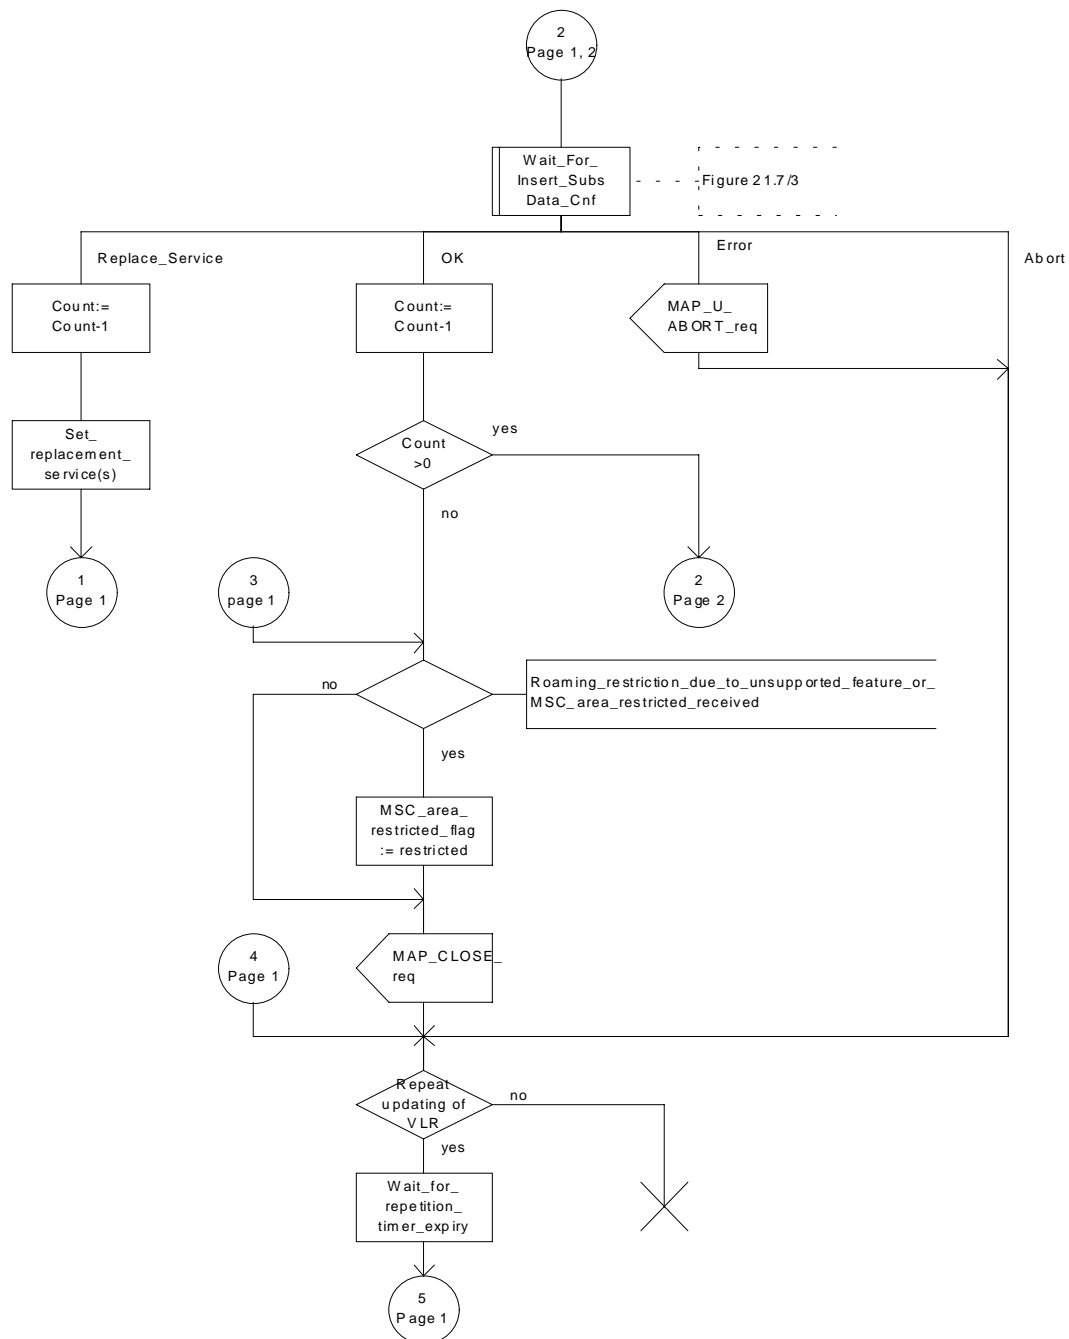 2
Page 1, 2
Wait_For_
Insert_Subs
Data_Cnf
Figure 21.7/3
Replace_Service
OK
Error
Abort
Count:=
Count-1
Count:=
Count-1
MAP_U_
ABORT_req
Set_
replacement_
service(s)
Count
>0
yes
no
1
Page 1
3
page 1
2
Page 2
no
Roaming_restriction_due_to_unsupported_feature_or_
MSC_area_restricted_received
yes
MSC_area_
restricted_flag
:= restricted
4
Page 1
MAP_CLOSE_
req
Repeat
updating of
VLR
no
yes
Wait_for_
repetition_
timer_expiry
5
Page 1